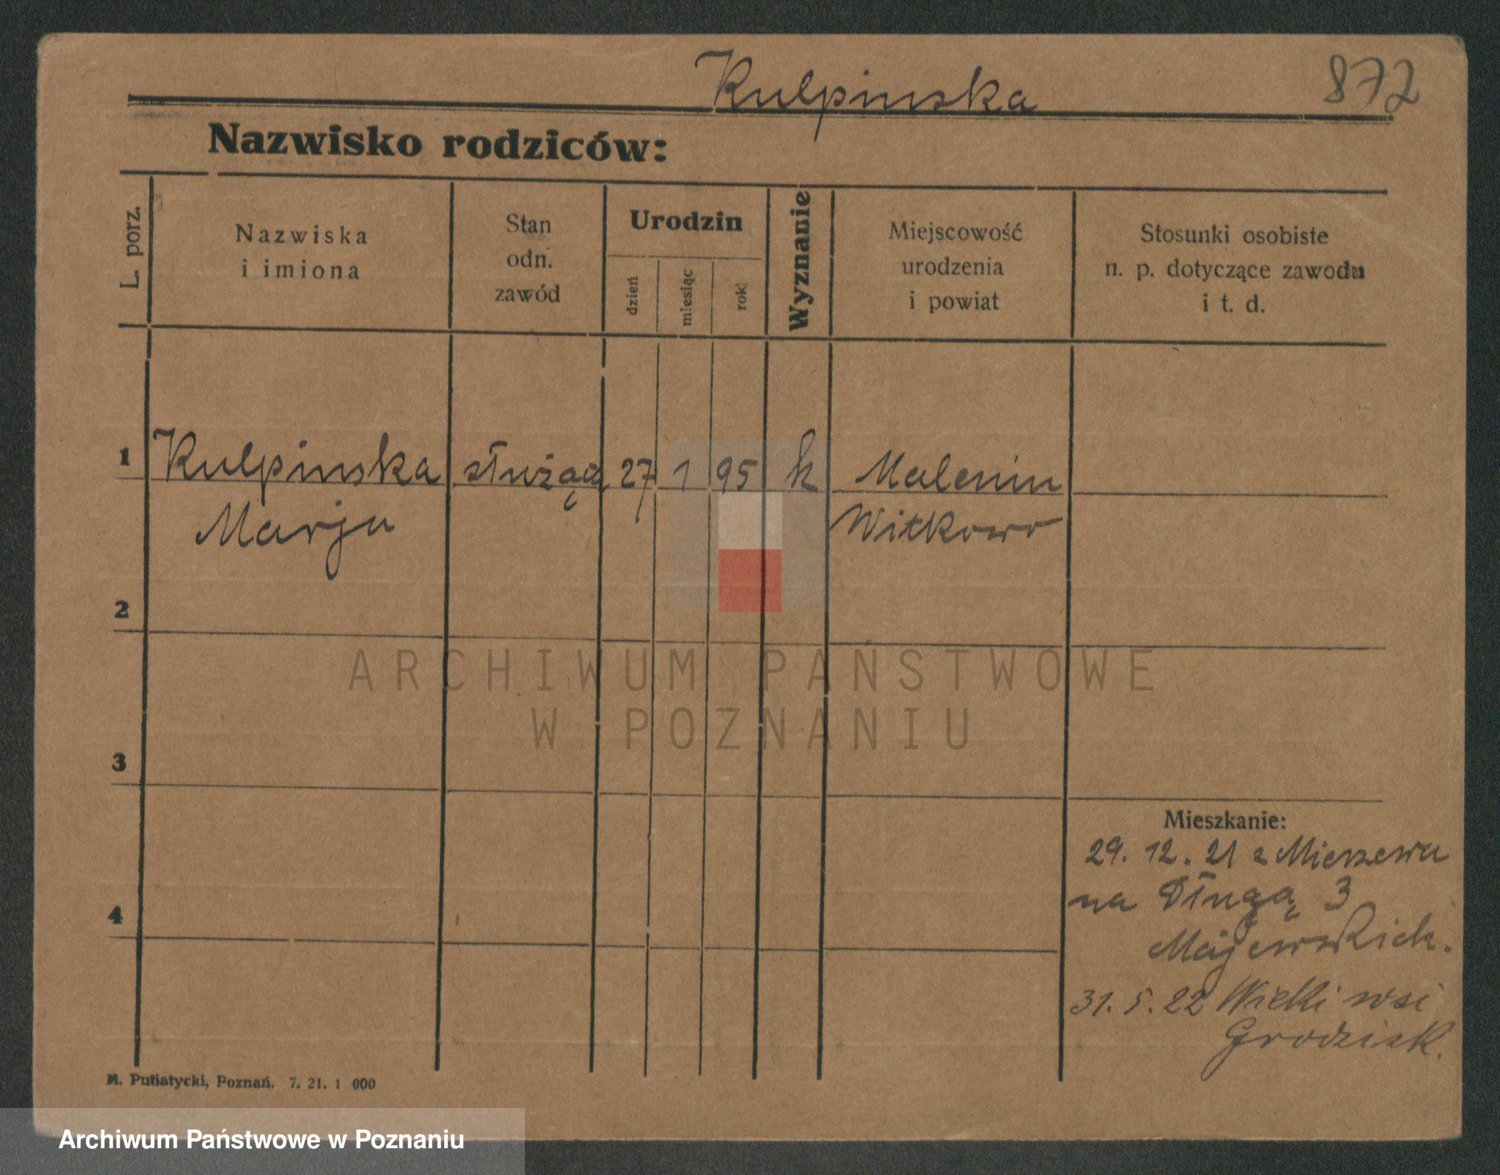 Kulpinska
872
Nazwisko rodziców:
L. porz.
Nazwiska
i imiona
Stan
odn.
zawód
Urodzin
dzień
miesiąc
rok
Wyznanie
Miejscowość
urodzenia
i powiat
Stosunki osobiste
n. p. dotyczące zawodu
i t. d.
1 Kulpinska służąca 27 1 95 k Malenin
Marja Witkowo
2
3
4
ARCHIWUM PAŃSTWOWE
W POZNANIU
Mieszkanie:
29. 12. 21 z Mierzewa
na Długą 3
Majewskich.
31. 5. 22 Wielki wsi
Grodzisk.
M. Putiatycki, Poznań. 7. 21. 1 000
Archiwum Państwowe w Poznaniu